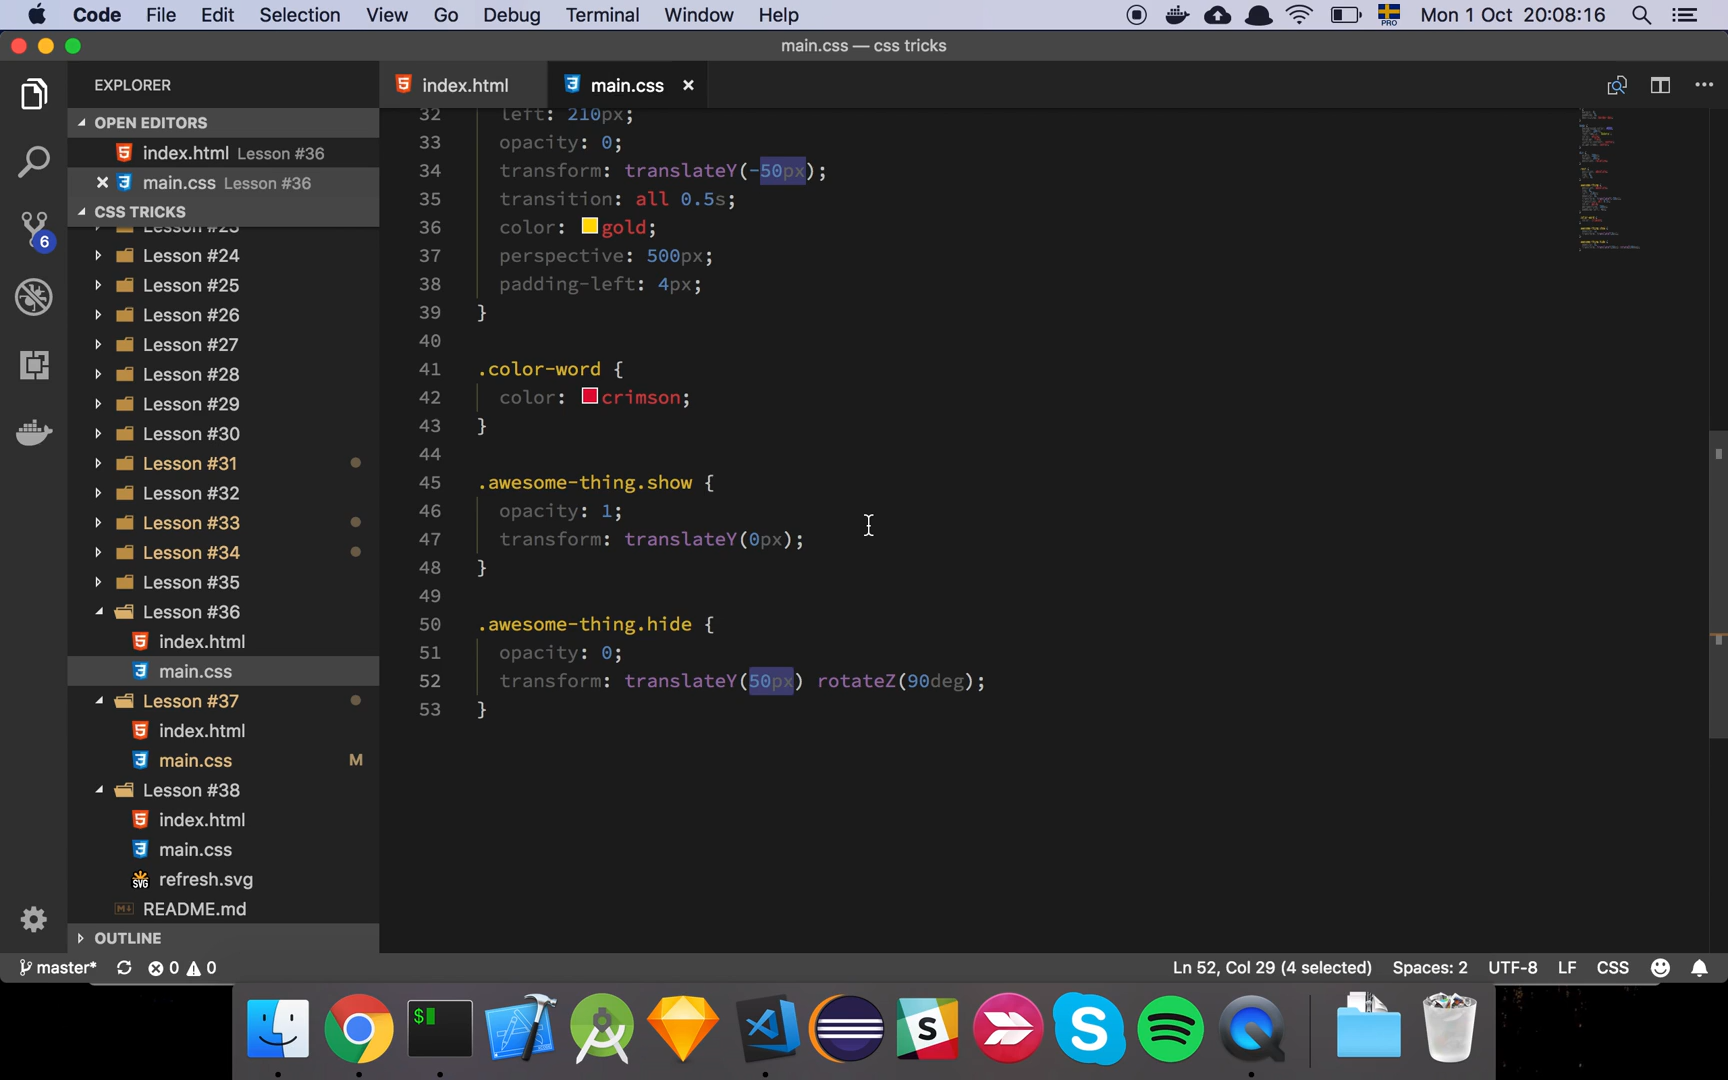 Code File Edit Selection View Go Debug Terminal Window Help PRO Mon 1 Oct 20:08:16
main.css — css tricks
EXPLORER
OPEN EDITORS
index.html Lesson #36
main.css Lesson #36
CSS TRICKS
Lesson #23
Lesson #24
Lesson #25
Lesson #26
Lesson #27
Lesson #28
Lesson #29
Lesson #30
Lesson #31
Lesson #32
Lesson #33
Lesson #34
Lesson #35
Lesson #36
index.html
main.css
Lesson #37
index.html
main.css M
Lesson #38
index.html
main.css
SVG refresh.svg
README.md
OUTLINE
6
index.html main.css
32 left: 210px;
33 opacity: 0;
34 transform: translateY(-50px);
35 transition: all 0.5s;
36 color: gold;
37 perspective: 500px;
38 padding-left: 4px;
39 }
40
41 .color-word {
42 color: crimson;
43 }
44
45 .awesome-thing.show {
46 opacity: 1;
47 transform: translateY(0px);
48 }
49
50 .awesome-thing.hide {
51 opacity: 0;
52 transform: translateY(50px) rotateZ(90deg);
53 }
master* 0 0 Ln 52, Col 29 (4 selected) Spaces: 2 UTF-8 LF CSS
$
S